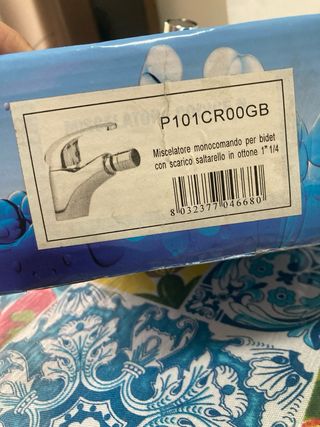 P101CR00GB
Miscelatore monocomando per bidet
con scarico saltarello in ottone 1" 1/4
8 032377 046680